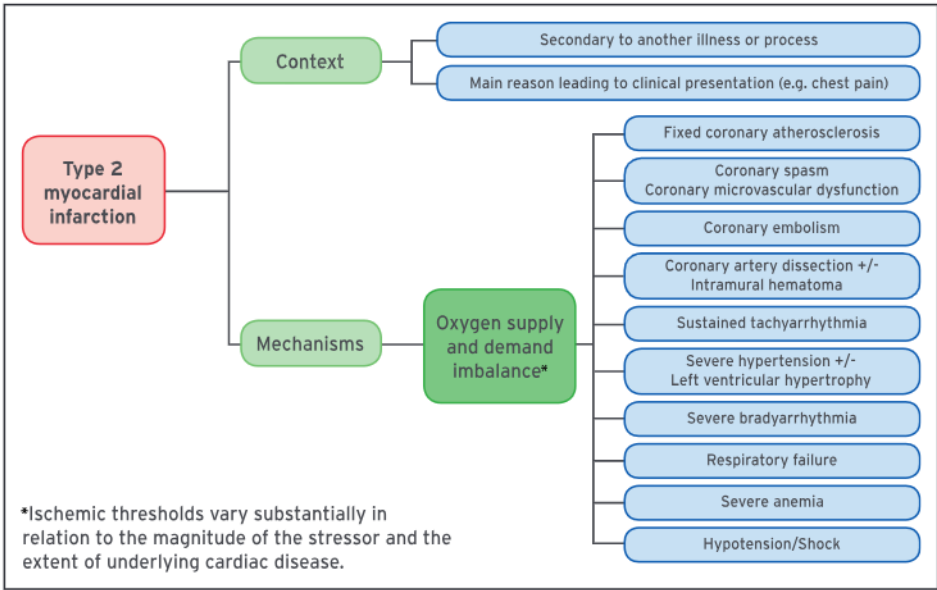 Type 2
myocardial
infarction
Context
Secondary to another illness or process
Main reason leading to clinical presentation (e.g. chest pain)
Mechanisms
Oxygen supply
and demand
imbalance*
Fixed coronary atherosclerosis
Coronary spasm
Coronary microvascular dysfunction
Coronary embolism
Coronary artery dissection +/-
Intramural hematoma
Sustained tachyarrhythmia
Severe hypertension +/-
Left ventricular hypertrophy
Severe bradyarrhythmia
Respiratory failure
Severe anemia
Hypotension/Shock
*Ischemic thresholds vary substantially in
relation to the magnitude of the stressor and the
extent of underlying cardiac disease.